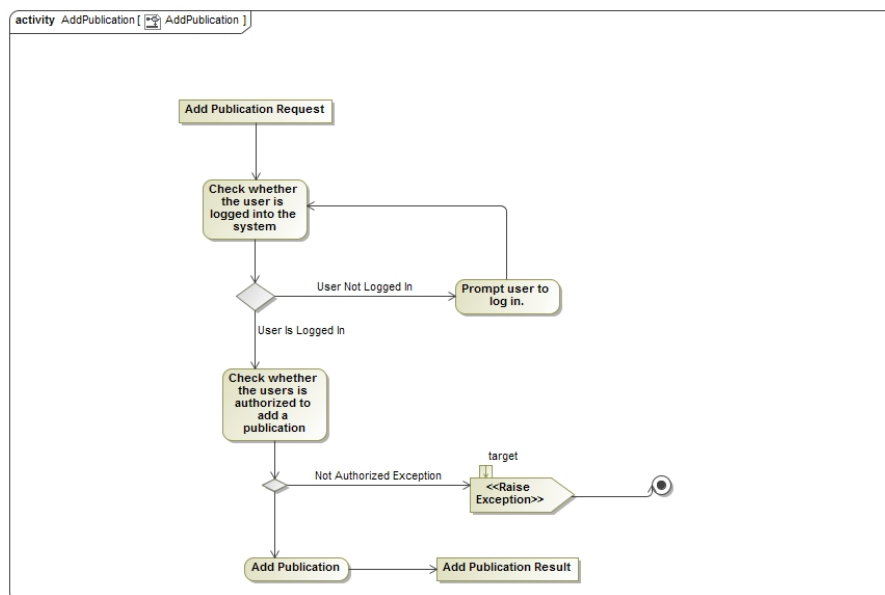 activity AddPublication [ AddPublication ]
Add Publication Request
Check whether
the user is
logged into the
system
User Not Logged In
Prompt user to
log in.
User Is Logged In
Check whether
the users is
authorized to
add a
publication
target
Not Authorized Exception
<<Raise
Exception>>
Add Publication
Add Publication Result